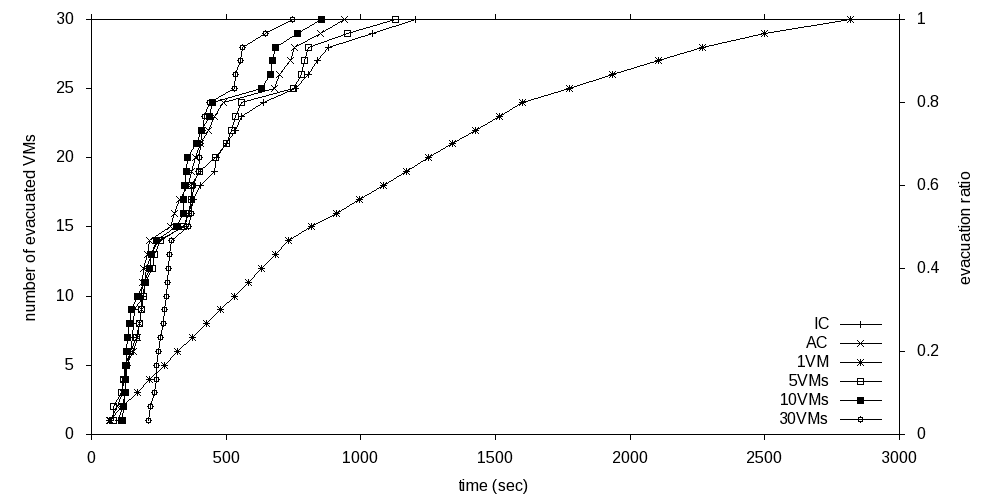 30
25
20
15
10
5
0
number of evacuated VMs
1
0.8
0.6
0.4
0.2
0
evacuation ratio
IC
AC
1VM
5VMs
10VMs
30VMs
0 500 1000 1500 2000 2500 3000
time (sec)